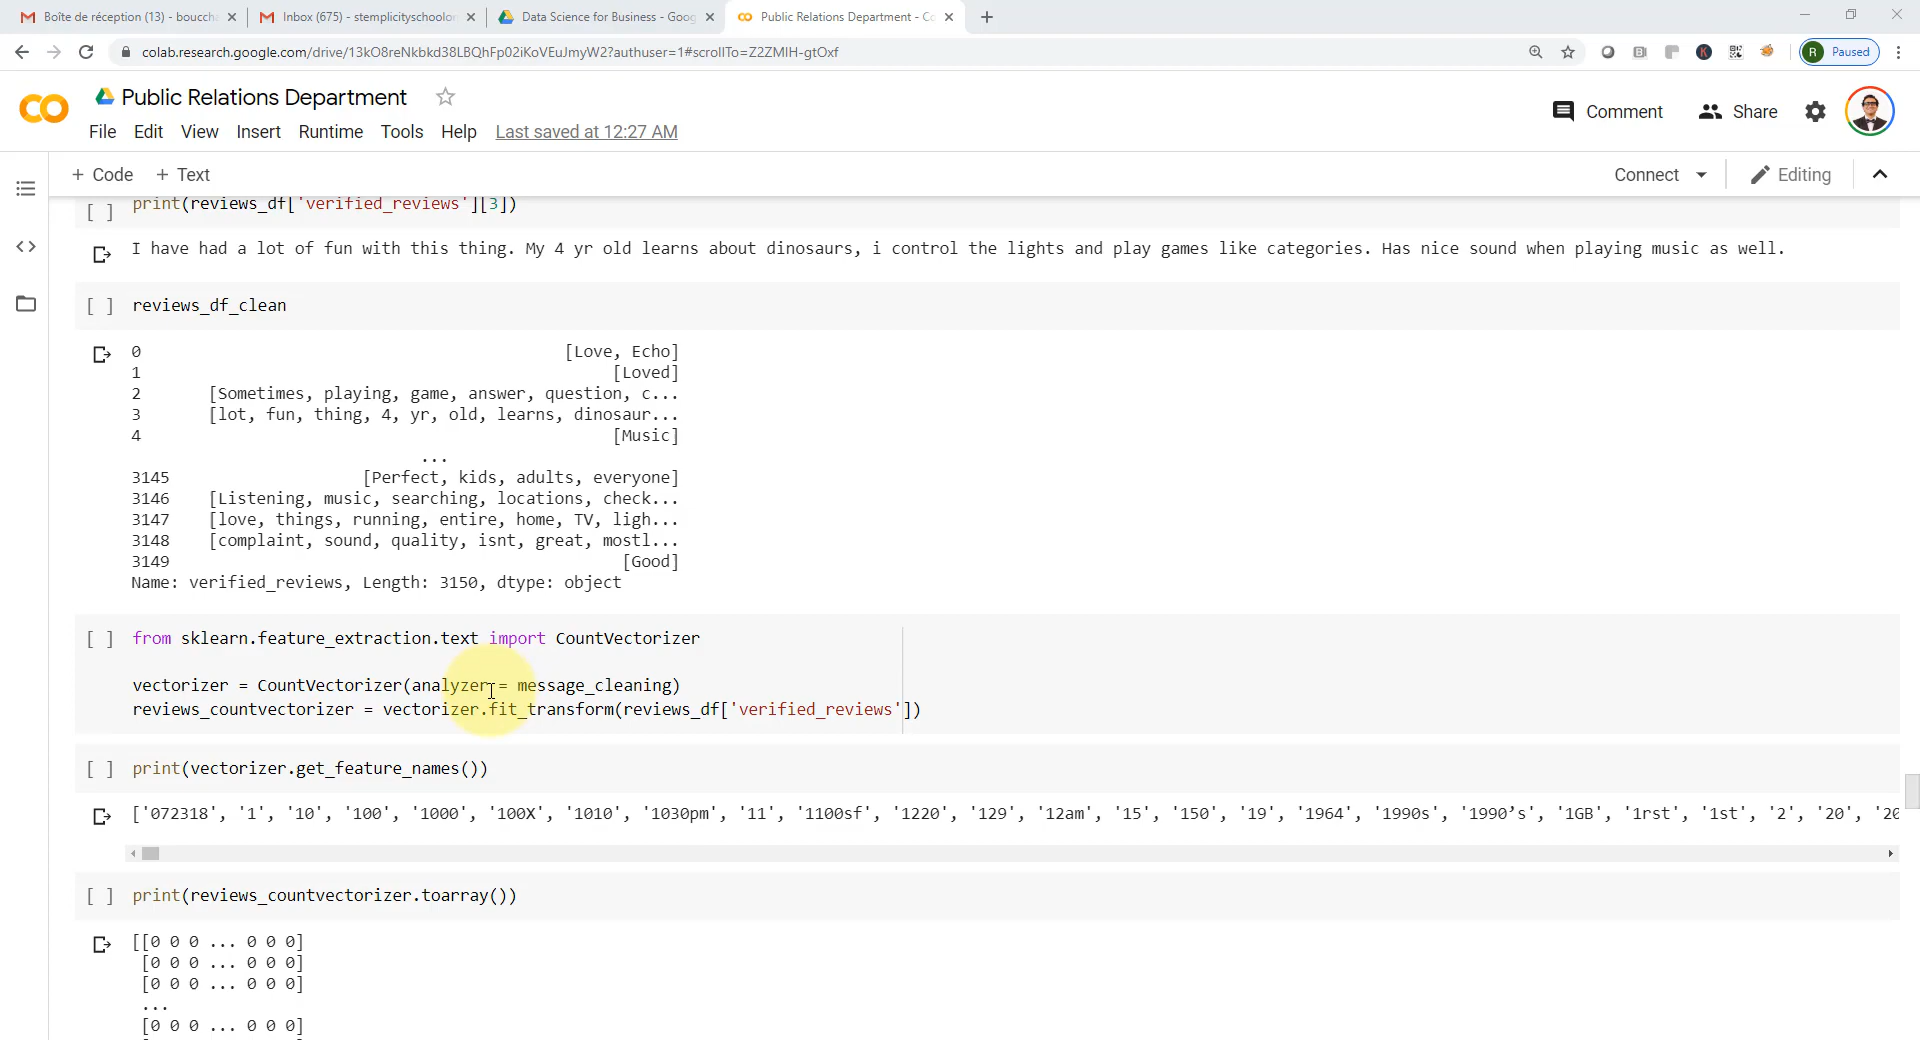 Boîte de réception (13) - boucch
Inbox (675) - stemplicityschoolor
Data Science for Business - Goog
Public Relations Department - Co
colab.research.google.com/drive/13kO8reNkbkd38LBQhFp02iKoVEuJmyW2?authuser=1#scrollTo=Z2ZMIH-gtOxf
R Paused
Public Relations Department
Comment
Share
File Edit View Insert Runtime Tools Help Last saved at 12:27 AM
+ Code + Text
Connect
Editing
[ ] print(reviews_df['verified_reviews'][3])
I have had a lot of fun with this thing. My 4 yr old learns about dinosaurs, i control the lights and play games like categories. Has nice sound when playing music as well.
[ ] reviews_df_clean
0 [Love, Echo]
1 [Loved]
2 [Sometimes, playing, game, answer, question, c...
3 [lot, fun, thing, 4, yr, old, learns, dinosaur...
4 [Music]
...
3145 [Perfect, kids, adults, everyone]
3146 [Listening, music, searching, locations, check...
3147 [love, things, running, entire, home, TV, ligh...
3148 [complaint, sound, quality, isnt, great, mostl...
3149 [Good]
Name: verified_reviews, Length: 3150, dtype: object
[ ] from sklearn.feature_extraction.text import CountVectorizer
vectorizer = CountVectorizer(analyzer = message_cleaning)
reviews_countvectorizer = vectorizer.fit_transform(reviews_df['verified_reviews'])
[ ] print(vectorizer.get_feature_names())
['072318', '1', '10', '100', '1000', '100X', '1010', '1030pm', '11', '1100sf', '1220', '129', '12am', '15', '150', '19', '1964', '1990s', '1990’s', '1GB', '1rst', '1st', '2', '20', '20
[ ] print(reviews_countvectorizer.toarray())
[[0 0 0 ... 0 0 0]
[0 0 0 ... 0 0 0]
[0 0 0 ... 0 0 0]
...
[0 0 0 ... 0 0 0]